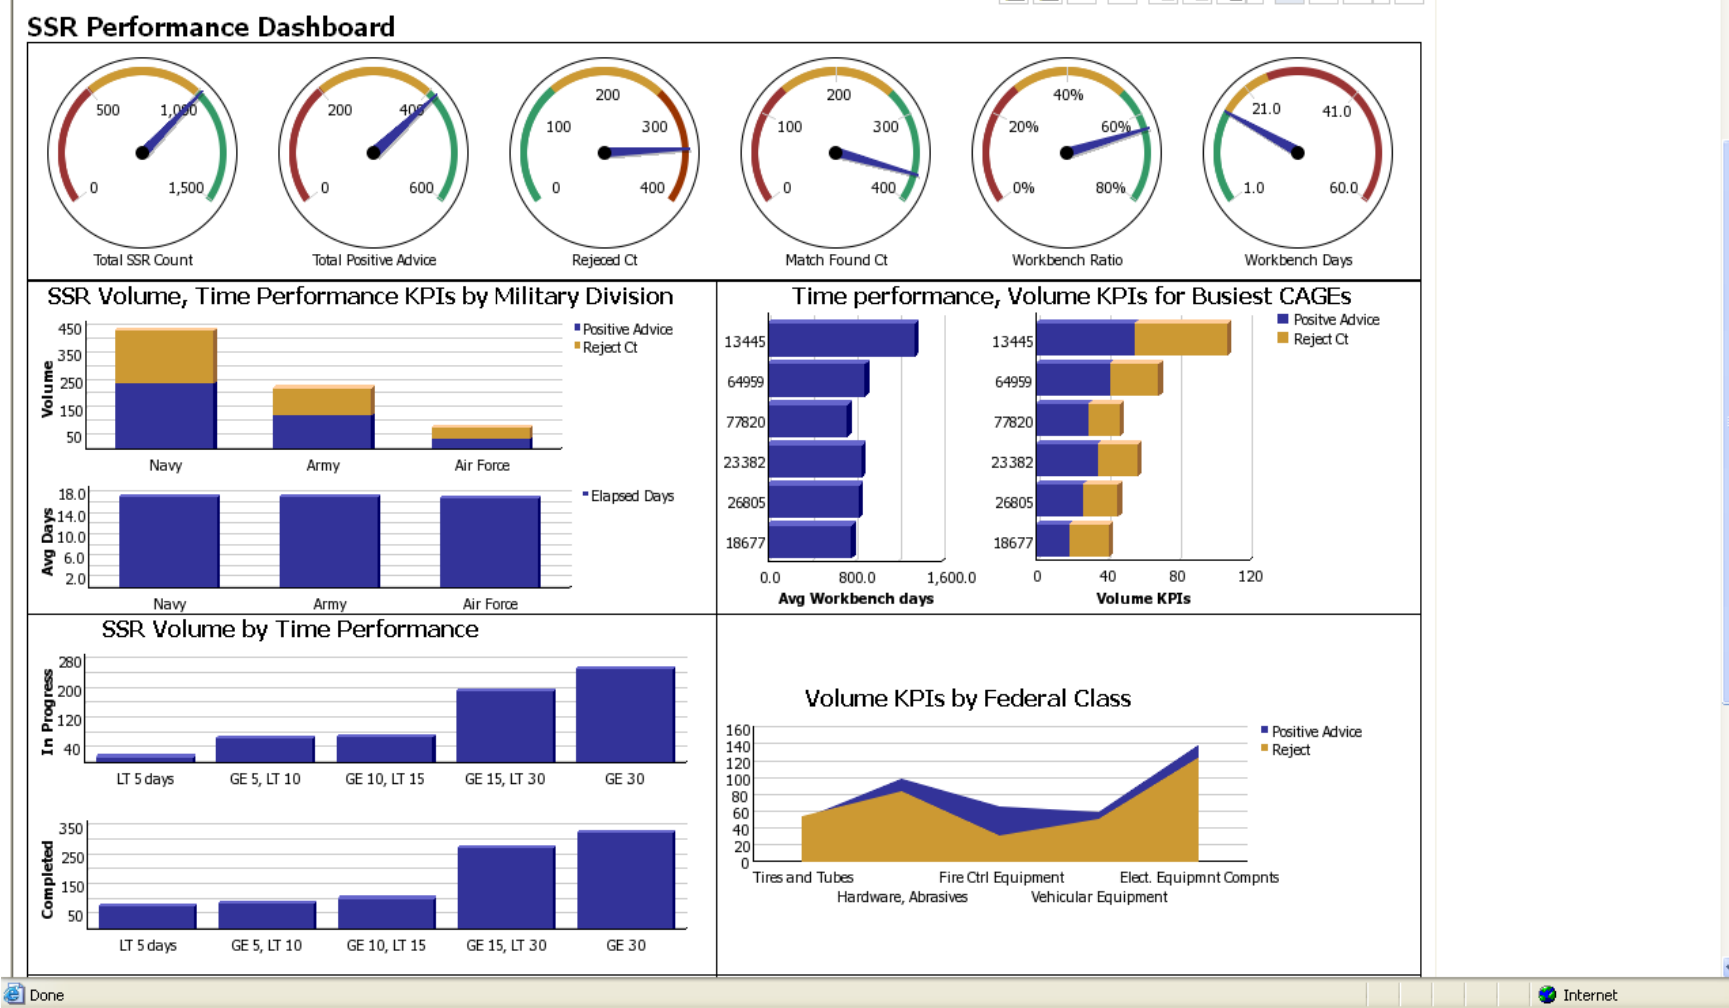 SSR Performance Dashboard
500 1,000
0 1,500
Total SSR Count
200 400
0 600
Total Positive Advice
200
100 300
0 400
Rejeced Ct
200
100 300
0 400
Match Found Ct
40%
20% 60%
0% 80%
Workbench Ratio
21.0 41.0
1.0 60.0
Workbench Days
SSR Volume, Time Performance KPIs by Military Division
Volume
450
350
250
150
50
Navy Army Air Force
Positive Advice
Reject Ct
Avg Days
18.0
14.0
10.0
6.0
2.0
Navy Army Air Force
Elapsed Days
Time performance, Volume KPIs for Busiest CAGEs
13445
64959
77820
23382
26805
18677
0.0 800.0 1,600.0
Avg Workbench days
13445
64959
77820
23382
26805
18677
0 40 80 120
Volume KPIs
Positve Advice
Reject Ct
SSR Volume by Time Performance
In Progress
280
200
120
40
LT 5 days GE 5, LT 10 GE 10, LT 15 GE 15, LT 30 GE 30
Completed
350
250
150
50
LT 5 days GE 5, LT 10 GE 10, LT 15 GE 15, LT 30 GE 30
Volume KPIs by Federal Class
160
140
120
100
80
60
40
20
0
Tires and Tubes Fire Ctrl Equipment Elect. Equipmnt Compnts
Hardware, Abrasives Vehicular Equipment
Positive Advice
Reject
Done Internet